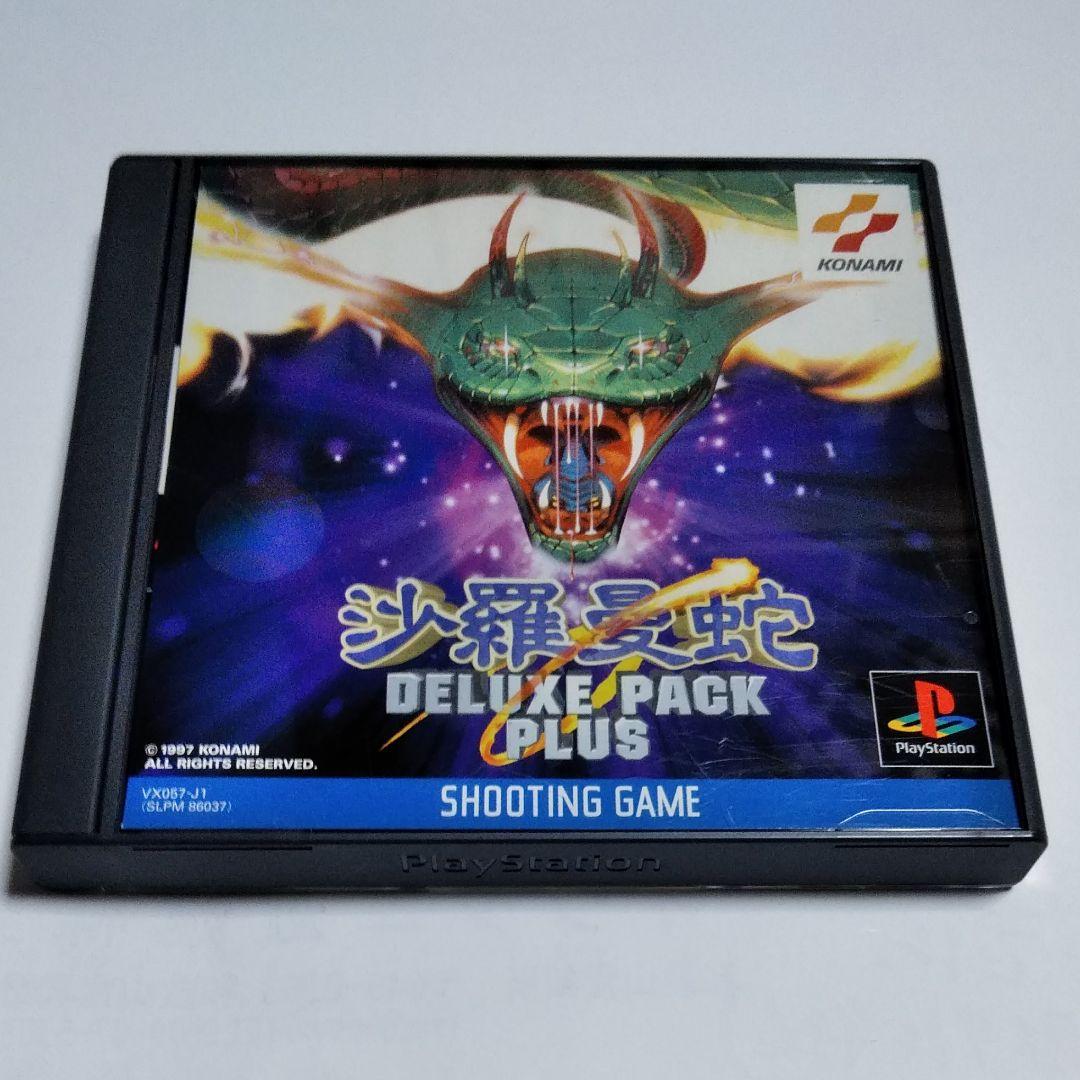 KONAMI
沙羅曼蛇
DELUXE PACK
PLUS
PlayStation
© 1997 KONAMI
ALL RIGHTS RESERVED.
VX057-J1
(SLPM 86037)
SHOOTING GAME
PlayStation